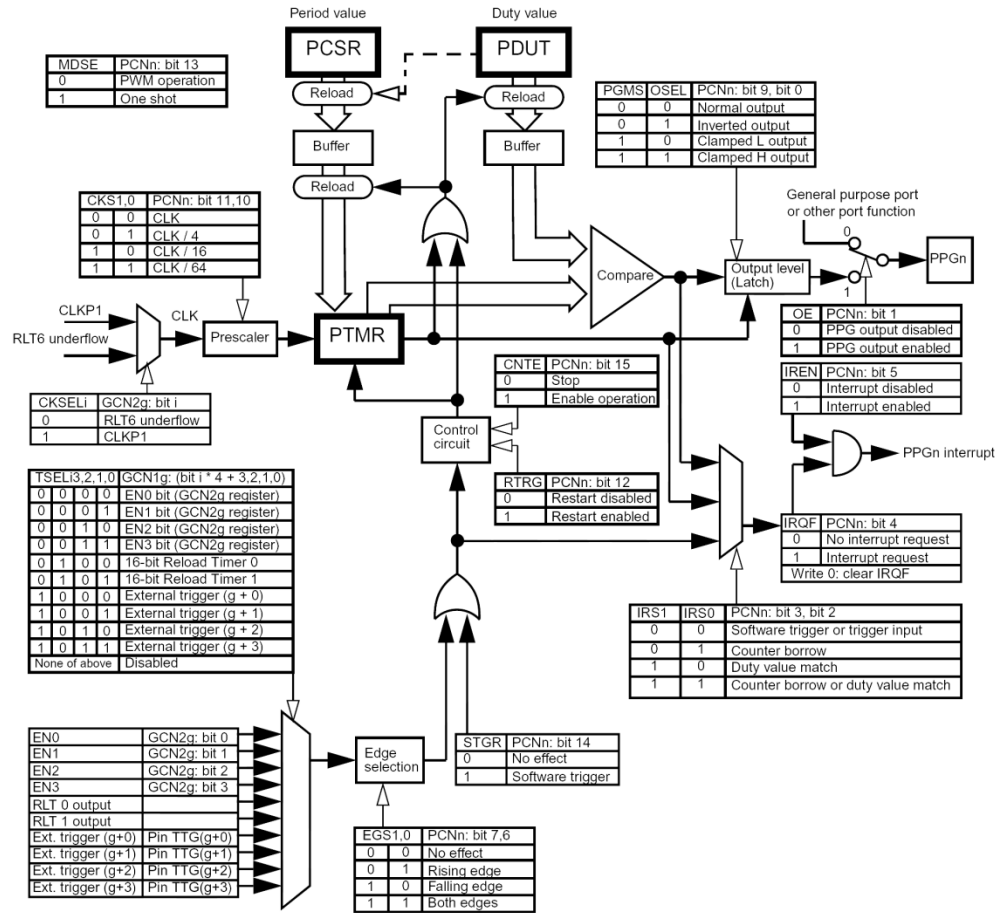 Period value
Duty value
PCSR
PDUT
MDSE PCNn: bit 13
0 PWM operation
1 One shot
Reload
Reload
PGMS OSEL PCNn: bit 9, bit 0
0 0 Normal output
0 1 Inverted output
1 0 Clamped L output
1 1 Clamped H output
Buffer
Buffer
Reload
CKS1,0 PCNn: bit 11,10
0 0 CLK
0 1 CLK / 4
1 0 CLK / 16
1 1 CLK / 64
General purpose port
or other port function
0
1
PPGn
Compare
Output level
(Latch)
CLKP1
RLT6 underflow
CLK
Prescaler
PTMR
OE PCNn: bit 1
0 PPG output disabled
1 PPG output enabled
CNTE PCNn: bit 15
0 Stop
1 Enable operation
IREN PCNn: bit 5
0 Interrupt disabled
1 Interrupt enabled
CKSELi GCN2g: bit i
0 RLT6 underflow
1 CLKP1
Control
circuit
PPGn interrupt
TSELi3,2,1,0 GCN1g: (bit i * 4 + 3,2,1,0)
0 0 0 0 EN0 bit (GCN2g register)
0 0 0 1 EN1 bit (GCN2g register)
0 0 1 0 EN2 bit (GCN2g register)
0 0 1 1 EN3 bit (GCN2g register)
0 1 0 0 16-bit Reload Timer 0
0 1 0 1 16-bit Reload Timer 1
1 0 0 0 External trigger (g + 0)
1 0 0 1 External trigger (g + 1)
1 0 1 0 External trigger (g + 2)
1 0 1 1 External trigger (g + 3)
None of above Disabled
RTRG PCNn: bit 12
0 Restart disabled
1 Restart enabled
IRQF PCNn: bit 4
0 No interrupt request
1 Interrupt request
Write 0: clear IRQF
IRS1 IRS0 PCNn: bit 3, bit 2
0 0 Software trigger or trigger input
0 1 Counter borrow
1 0 Duty value match
1 1 Counter borrow or duty value match
EN0 GCN2g: bit 0
EN1 GCN2g: bit 1
EN2 GCN2g: bit 2
EN3 GCN2g: bit 3
RLT 0 output
RLT 1 output
Ext. trigger (g+0) Pin TTG(g+0)
Ext. trigger (g+1) Pin TTG(g+1)
Ext. trigger (g+2) Pin TTG(g+2)
Ext. trigger (g+3) Pin TTG(g+3)
Edge
selection
STGR PCNn: bit 14
0 No effect
1 Software trigger
EGS1,0 PCNn: bit 7,6
0 0 No effect
0 1 Rising edge
1 0 Falling edge
1 1 Both edges